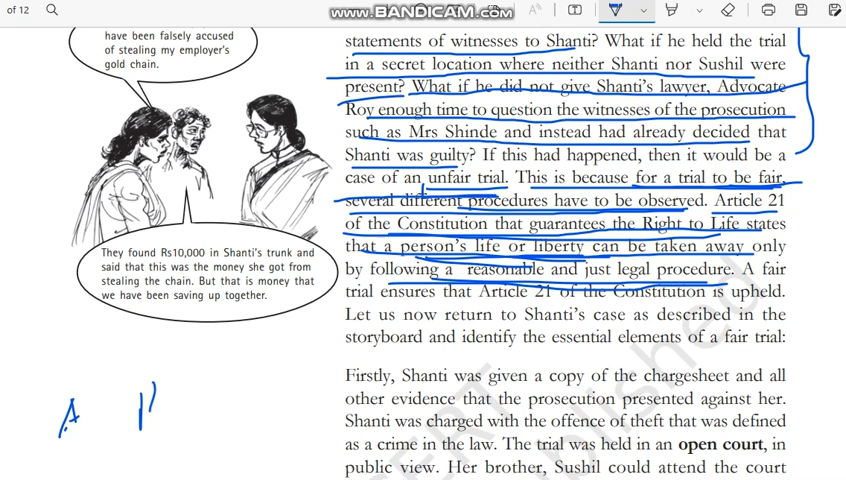 www.BANDICAM.com
of 12
have been falsely accused
of stealing my employer's
gold chain.
They found Rs10,000 in Shanti's trunk and
said that this was the money she got from
stealing the chain. But that is money that
we have been saving up together.
statements of witnesses to Shanti? What if he held the trial
in a secret location where neither Shanti nor Sushil were
present? What if he did not give Shanti's lawyer, Advocate
Roy enough time to question the witnesses of the prosecution
such as Mrs Shinde and instead had already decided that
Shanti was guilty? If this had happened, then it would be a
case of an unfair trial. This is because for a trial to be fair,
several different procedures have to be observed. Article 21
of the Constitution that guarantees the Right to Life states
that a person's life or liberty can be taken away only
by following a reasonable and just legal procedure. A fair
trial ensures that Article 21 of the Constitution is upheld.
Let us now return to Shanti's case as described in the
storyboard and identify the essential elements of a fair trial:
Firstly, Shanti was given a copy of the chargesheet and all
other evidence that the prosecution presented against her.
Shanti was charged with the offence of theft that was defined
as a crime in the law. The trial was held in an open court, in
public view. Her brother, Sushil could attend the court
A